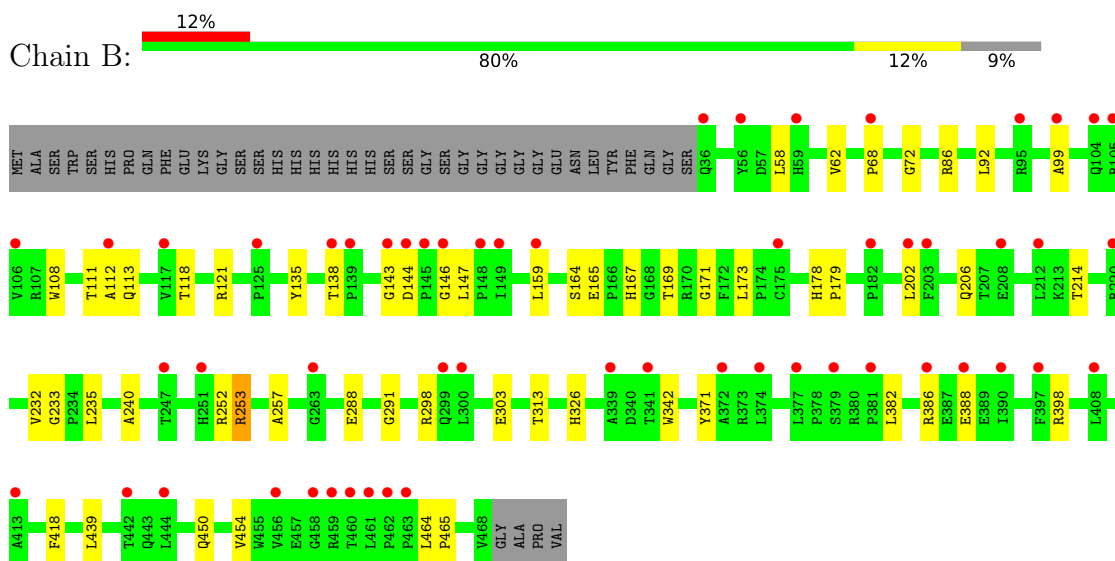 12%
Chain B:
80% 12% 9%
MET ALA SER TRP SER HIS PRO GLN PHE GLU LYS GLY SER SER HIS HIS HIS HIS HIS HIS SER SER GLY SER GLY GLY GLY GLY GLY GLU ASN LEU TYR PHE GLN GLY SER Q36 Y56 D57 L58 H59 V62 P68 G72 R86 L92 R95 A99 Q104
V106 R107 W108 T111 A112 Q113 V117 T118 R121 P125 Y135 T138 P139 G143 D144 P145 G146 L147 P148 I149 L159 S164 E165 P166 H167 G168 T169 R170 G171 F172 L173 P174 C175 H178 P179 P182 L202 F203 Q206 T207 E208 L212 K213 T214
V232 G233 P234 L235 A240 T247 H251 R252 R253 A257 G263 E288 G291 R298 Q299 L300 E303 T313 H326 A339 D340 T341 W342 Y371 A372 R373 L374 L377 P378 S379 R380 P381 L382 R386 E387 E388 E389 I390 F397 R398 L408
A413 F418 L439 T442 Q443 L444 Q450 V454 W455 V456 E457 G458 R459 T460 L461 P462 P463 L464 P465 V468 GLY ALA PRO VAL